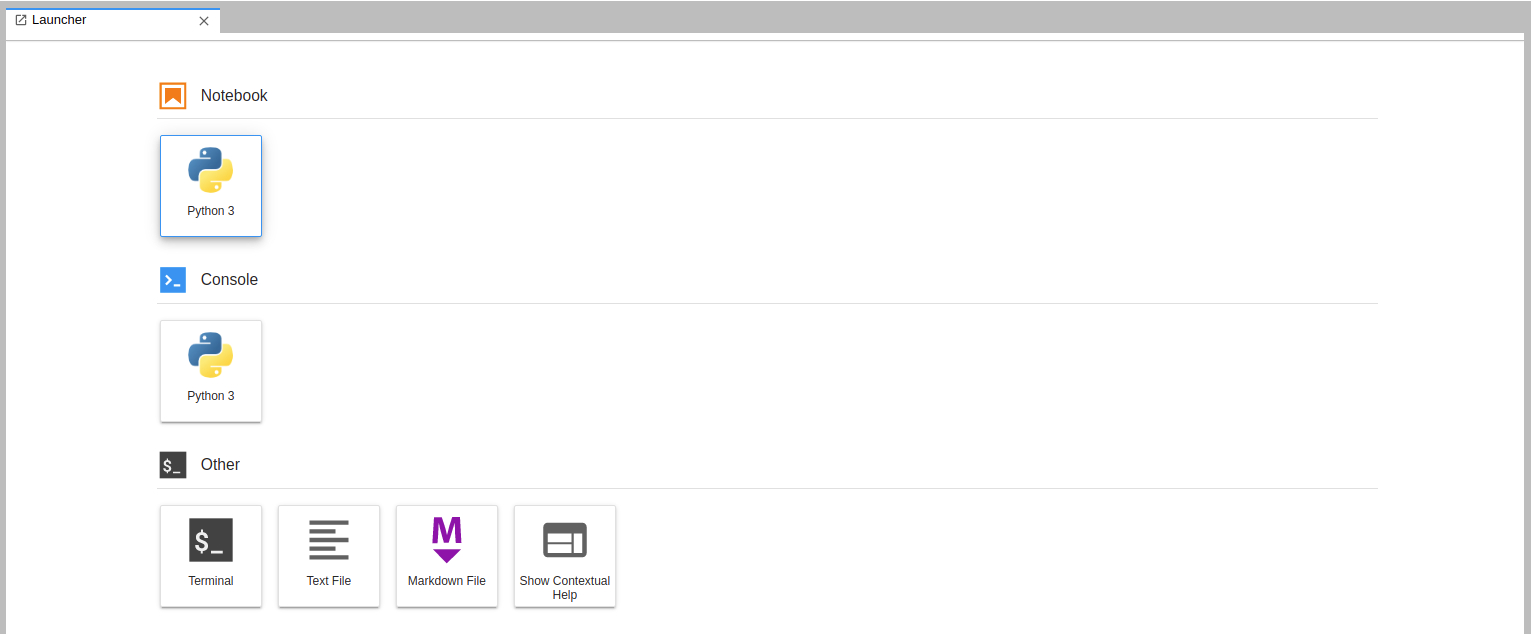 Launcher
Notebook
Python 3
Console
Python 3
$_ Other
$_
Terminal
Text File
M
Markdown File
Show Contextual
Help